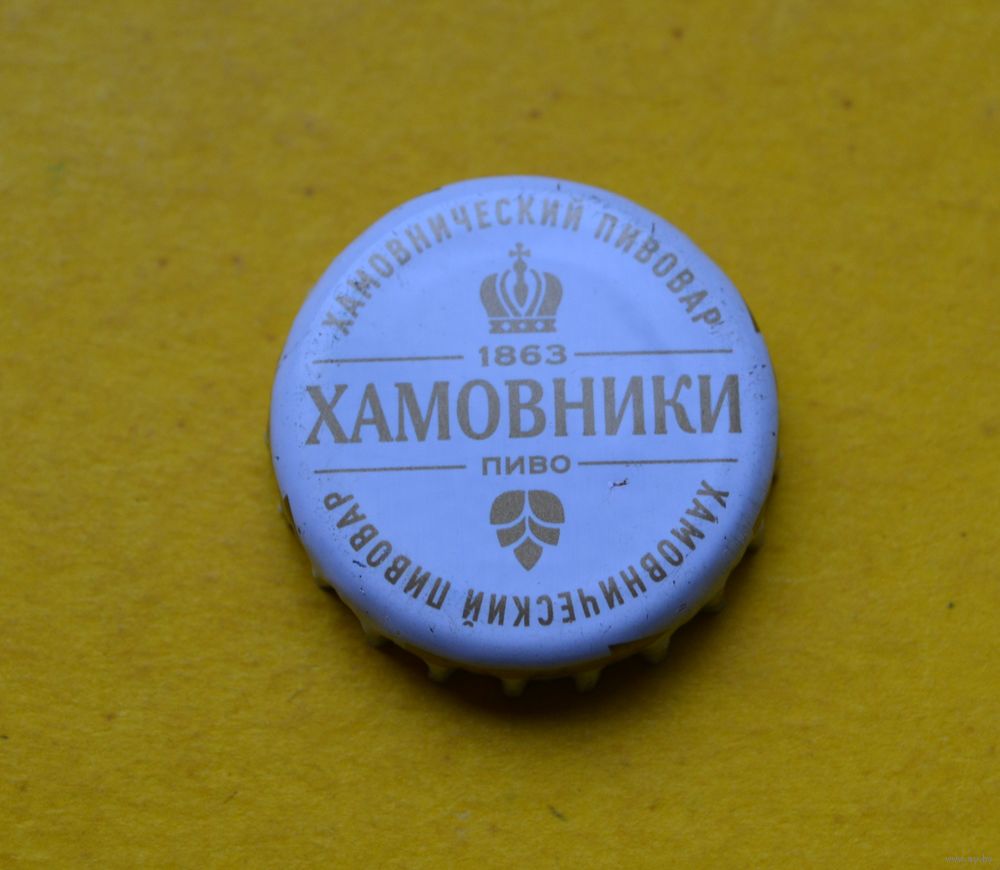 ХАМОВНИЧЕСКИЙ ПИВОВАР
1863
ХАМОВНИКИ
ПИВО
ХАМОВНИЧЕСКИЙ ПИВОВАР